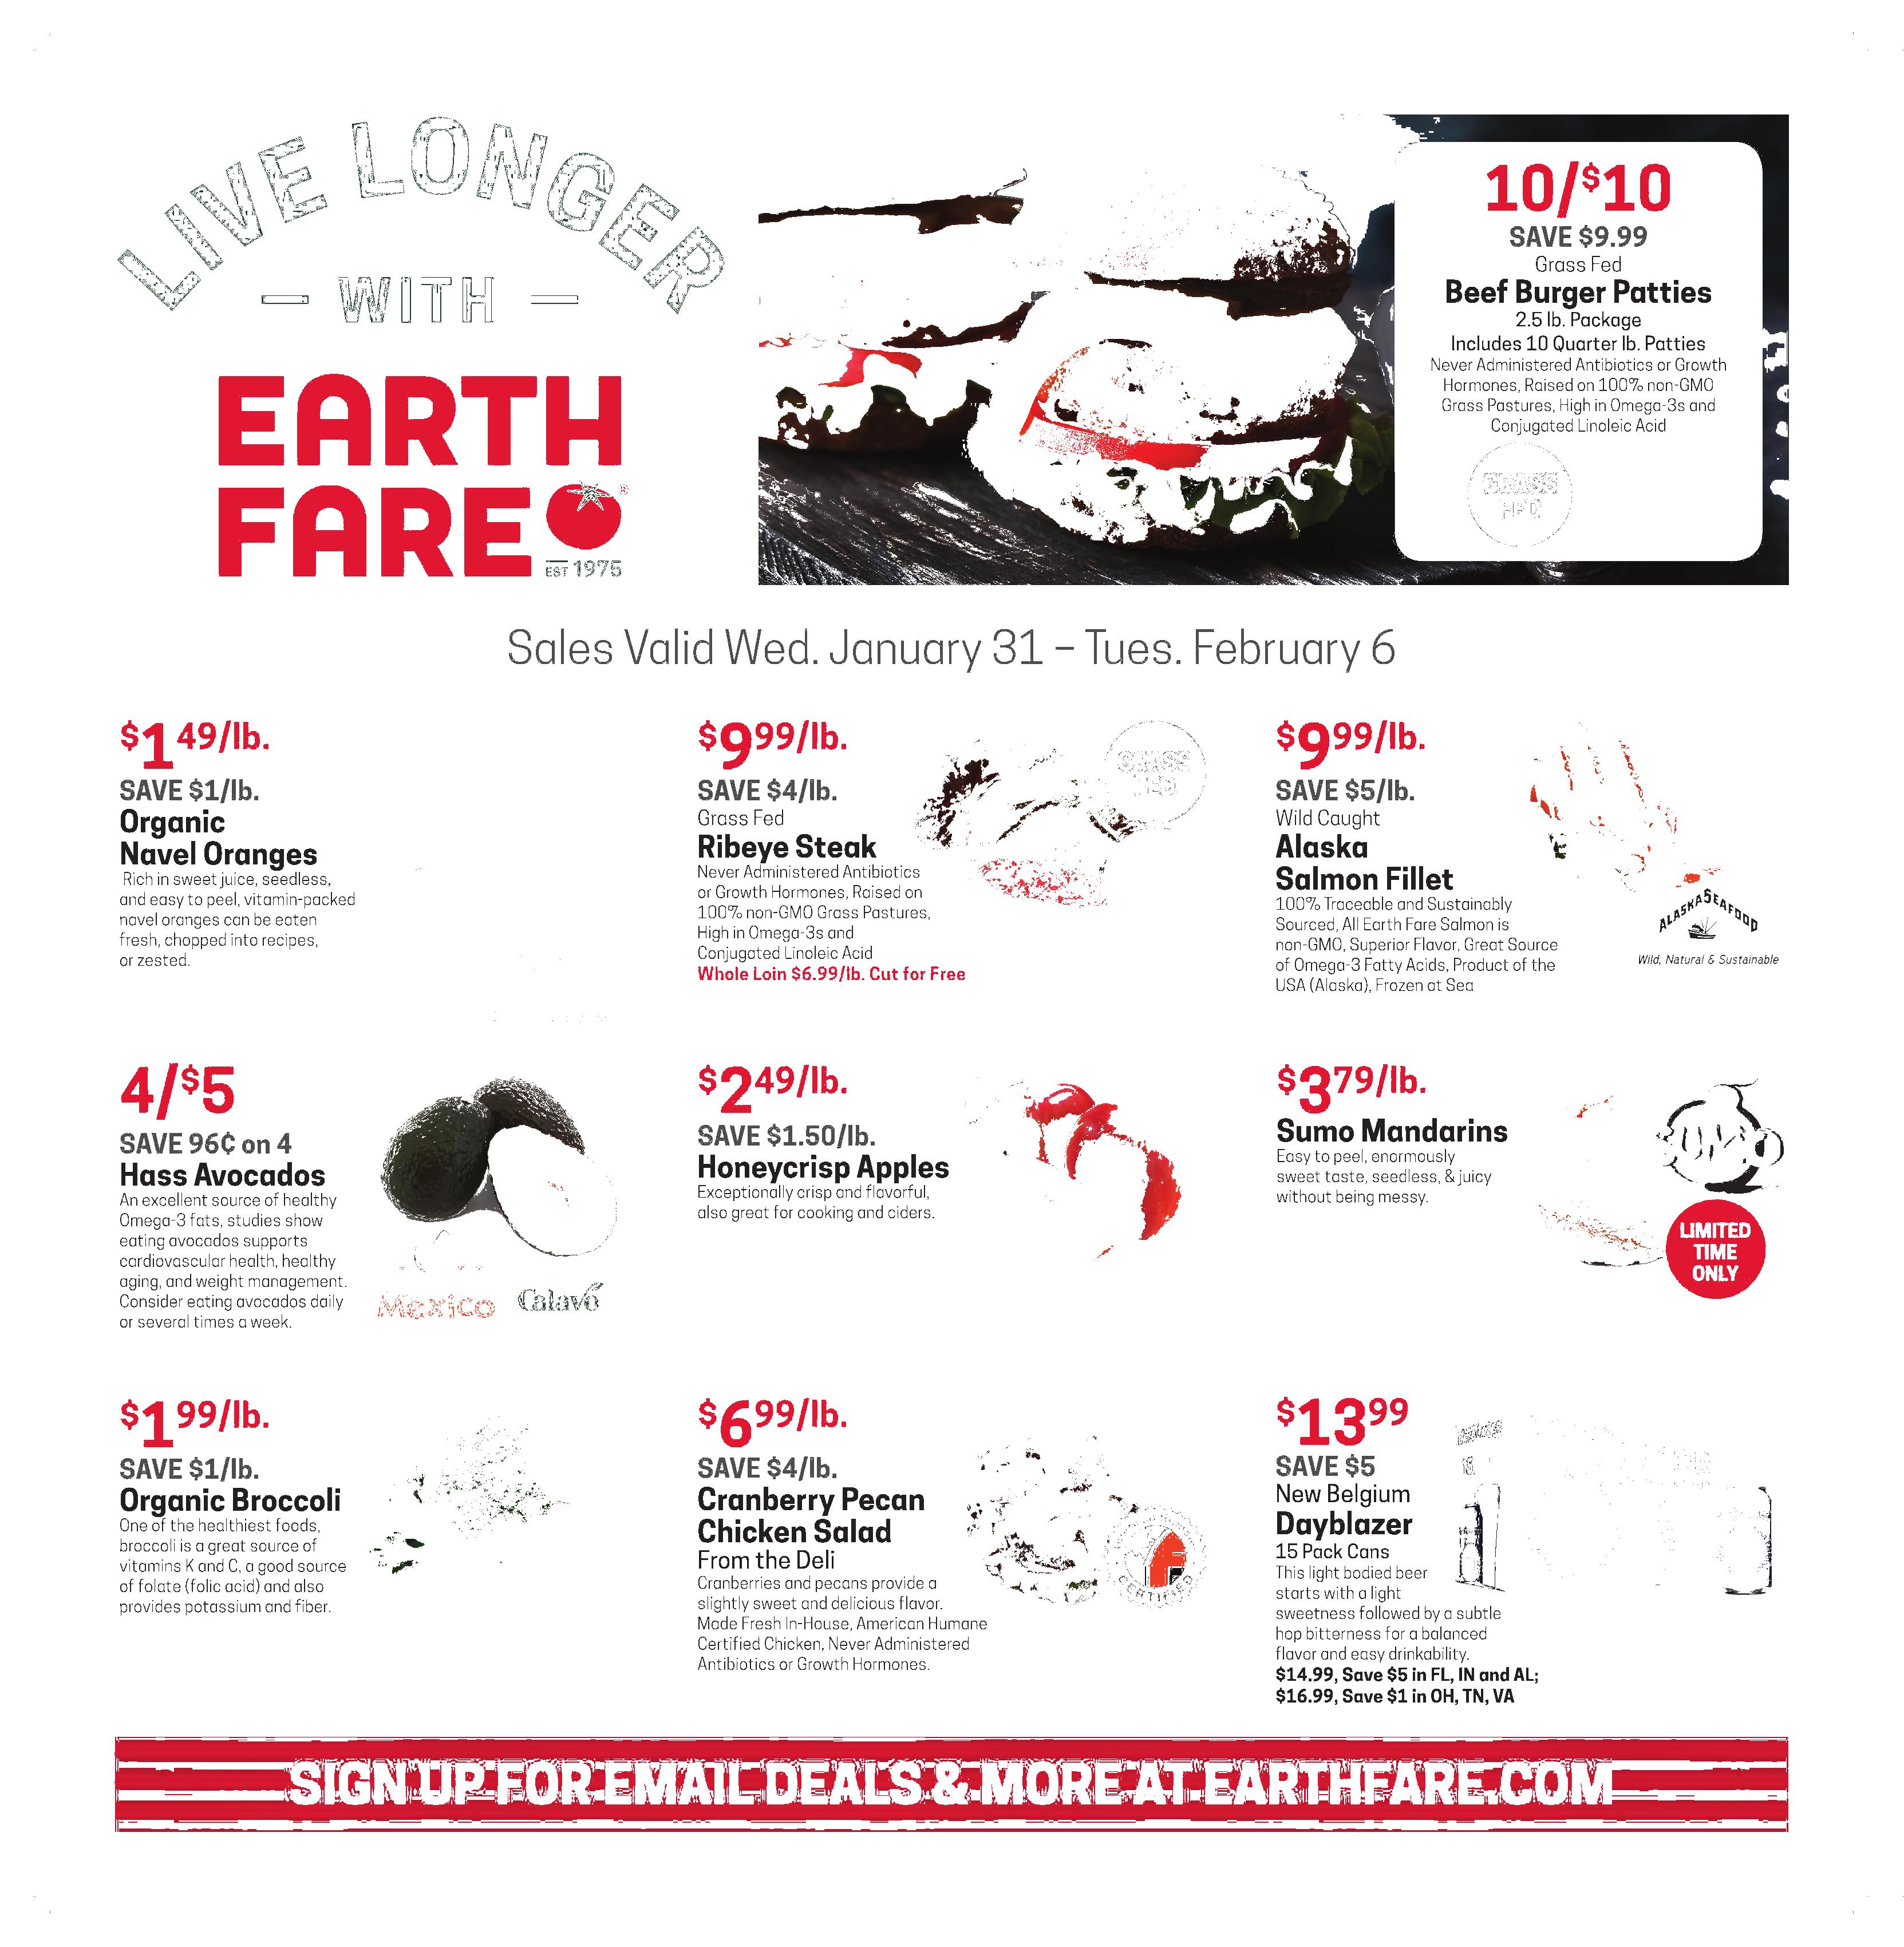 LIVE LONGER
WITH
EARTH
FARE
EST 1975
10/$10
SAVE $9.99
Grass Fed
Beef Burger Patties
2.5 lb. Package
Includes 10 Quarter lb. Patties
Never Administered Antibiotics or Growth
Hormones, Raised on 100% non-GMO
Grass Pastures, High in Omega-3s and
Conjugated Linoleic Acid
GRASS
FED
Sales Valid Wed. January 31 – Tues. February 6
$1 49/lb.
SAVE $1/lb.
Organic
Navel Oranges
Rich in sweet juice, seedless,
and easy to peel, vitamin-packed
navel oranges can be eaten
fresh, chopped into recipes,
or zested.
$9 99/lb.
SAVE $4/lb.
Grass Fed
Ribeye Steak
Never Administered Antibiotics
or Growth Hormones, Raised on
100% non-GMO Grass Pastures,
High in Omega-3s and
Conjugated Linoleic Acid
Whole Loin $6.99/lb. Cut for Free
GRASS
FED
$9 99/lb.
SAVE $5/lb.
Wild Caught
Alaska
Salmon Fillet
100% Traceable and Sustainably
Sourced, All Earth Fare Salmon is
non-GMO, Superior Flavor, Great Source
of Omega-3 Fatty Acids, Product of the
USA (Alaska), Frozen at Sea
ALASKA SEAFOOD
Wild, Natural & Sustainable
4/$5
SAVE 96¢ on 4
Hass Avocados
An excellent source of healthy
Omega-3 fats, studies show
eating avocados supports
cardiovascular health, healthy
aging, and weight management.
Consider eating avocados daily
or several times a week.
Mexico
Calavo
$2 49/lb.
SAVE $1.50/lb.
Honeycrisp Apples
Exceptionally crisp and flavorful,
also great for cooking and ciders.
$3 79/lb.
Sumo Mandarins
Easy to peel, enormously
sweet taste, seedless, & juicy
without being messy.
LIMITED
TIME
ONLY
$1 99/lb.
SAVE $1/lb.
Organic Broccoli
One of the healthiest foods,
broccoli is a great source of
vitamins K and C, a good source
of folate (folic acid) and also
provides potassium and fiber.
$6 99/lb.
SAVE $4/lb.
Cranberry Pecan
Chicken Salad
From the Deli
Cranberries and pecans provide a
slightly sweet and delicious flavor.
Made Fresh In-House, American Humane
Certified Chicken, Never Administered
Antibiotics or Growth Hormones.
CERTIFIED
$13 99
SAVE $5
New Belgium
Dayblazer
15 Pack Cans
This light bodied beer
starts with a light
sweetness followed by a subtle
hop bitterness for a balanced
flavor and easy drinkability.
$14.99, Save $5 in FL, IN and AL;
$16.99, Save $1 in OH, TN, VA
SIGN UP FOR EMAIL DEALS & MORE AT EARTHFARE.COM